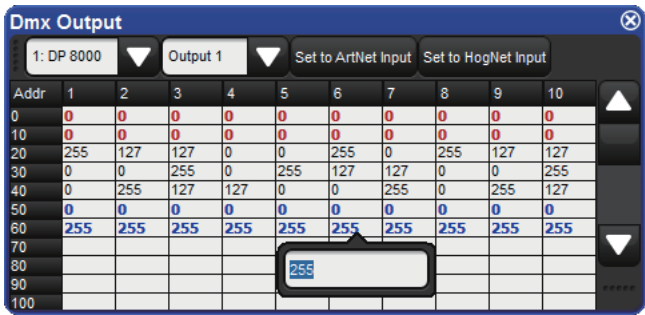 Dmx Output
1: DP 8000 Output 1 Set to ArtNet Input Set to HogNet Input
Addr 1 2 3 4 5 6 7 8 9 10
0 0 0 0 0 0 0 0 0 0 0
10 0 0 0 0 0 0 0 0 0 0
20 255 127 127 0 0 255 0 255 127 127
30 0 0 255 0 255 127 127 0 0 255
40 0 255 127 127 0 0 255 0 255 127
50 0 0 0 0 0 0 0 0 0 0
60 255 255 255 255 255 255 255 255 255 255
70
80 255
90
100